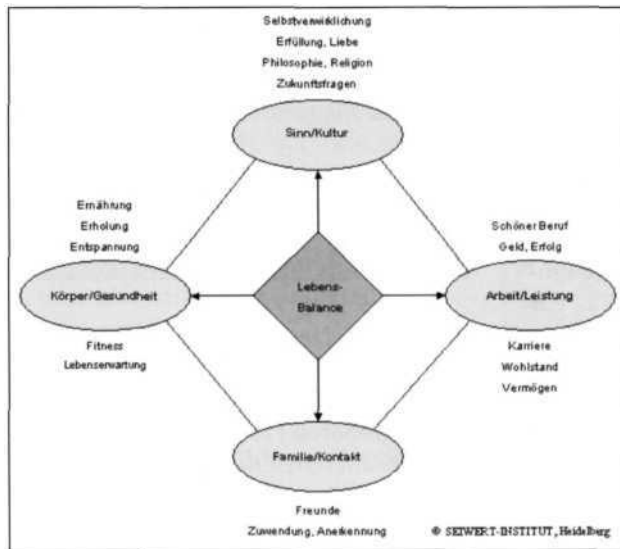 Selbstverwirklichung
Erfüllung, Liebe
Philosophie, Religion
Zukunftsfragen
Sinn/Kultur
Ernährung
Erholung
Entspannung
Körper/Gesundheit
Fitness
Lebenserwartung
Lebens-
Balance
Schöner Beruf
Geld, Erfolg
Arbeit/Leistung
Karriere
Wohlstand
Vermögen
Familie/Kontakt
Freunde
Zuwendung, Anerkennung
© SEIWERT-INSTITUT, Heidelberg